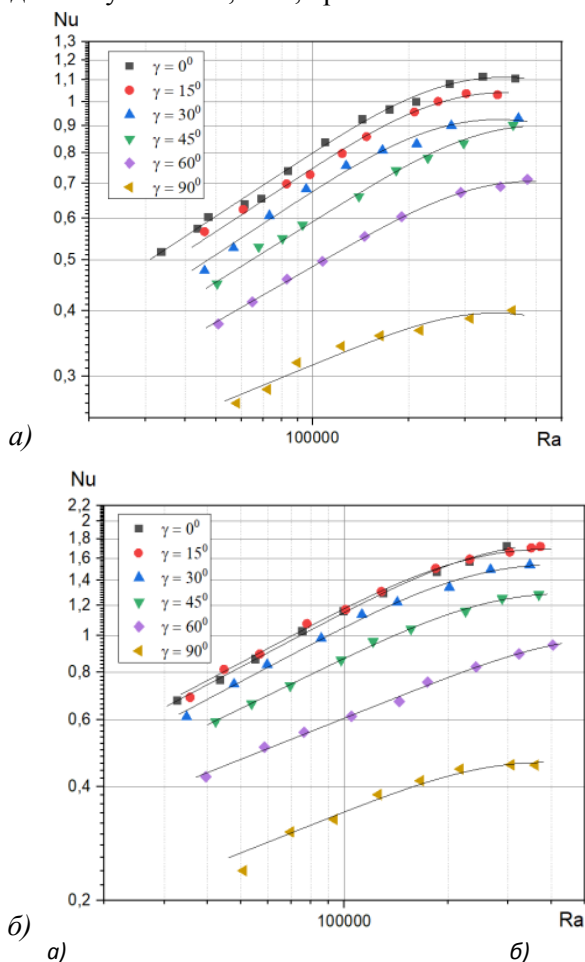 Nu
1,3
1,2
1,1
1
0,9
0,8
0,7
0,6
0,5
0,4
0,3
γ = 0⁰
γ = 15⁰
γ = 30⁰
γ = 45⁰
γ = 60⁰
γ = 90⁰
а)
100000
Ra
Nu
2,2
2
1,8
1,6
1,4
1,2
1
0,8
0,6
0,4
0,2
γ = 0⁰
γ = 15⁰
γ = 30⁰
γ = 45⁰
γ = 60⁰
γ = 90⁰
б)
100000
Ra
а) б)